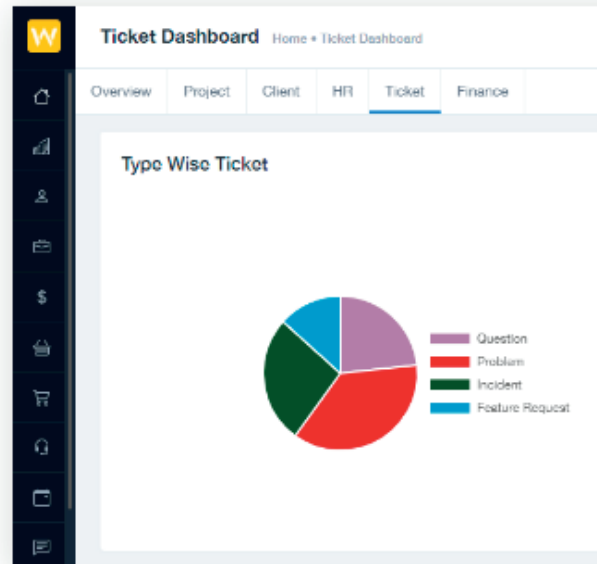 W
Ticket Dashboard Home • Ticket Dashboard
Overview Project Client HR Ticket Finance
Type Wise Ticket
Question
Problem
Incident
Feature Request
$